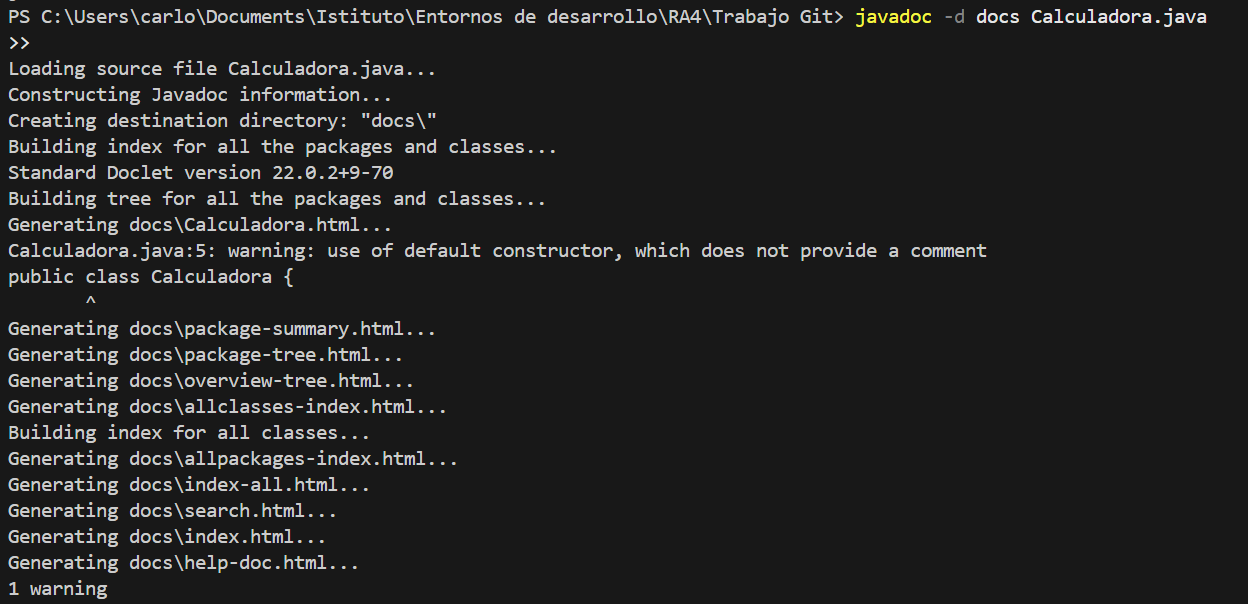 PS C:\Users\carlo\Documents\Istituto\Entornos de desarrollo\RA4\Trabajo Git> javadoc -d docs Calculadora.java
>>
Loading source file Calculadora.java...
Constructing Javadoc information...
Creating destination directory: "docs\"
Building index for all the packages and classes...
Standard Doclet version 22.0.2+9-70
Building tree for all the packages and classes...
Generating docs\Calculadora.html...
Calculadora.java:5: warning: use of default constructor, which does not provide a comment
public class Calculadora {
       ^
Generating docs\package-summary.html...
Generating docs\package-tree.html...
Generating docs\overview-tree.html...
Generating docs\allclasses-index.html...
Building index for all classes...
Generating docs\allpackages-index.html...
Generating docs\index-all.html...
Generating docs\search.html...
Generating docs\index.html...
Generating docs\help-doc.html...
1 warning